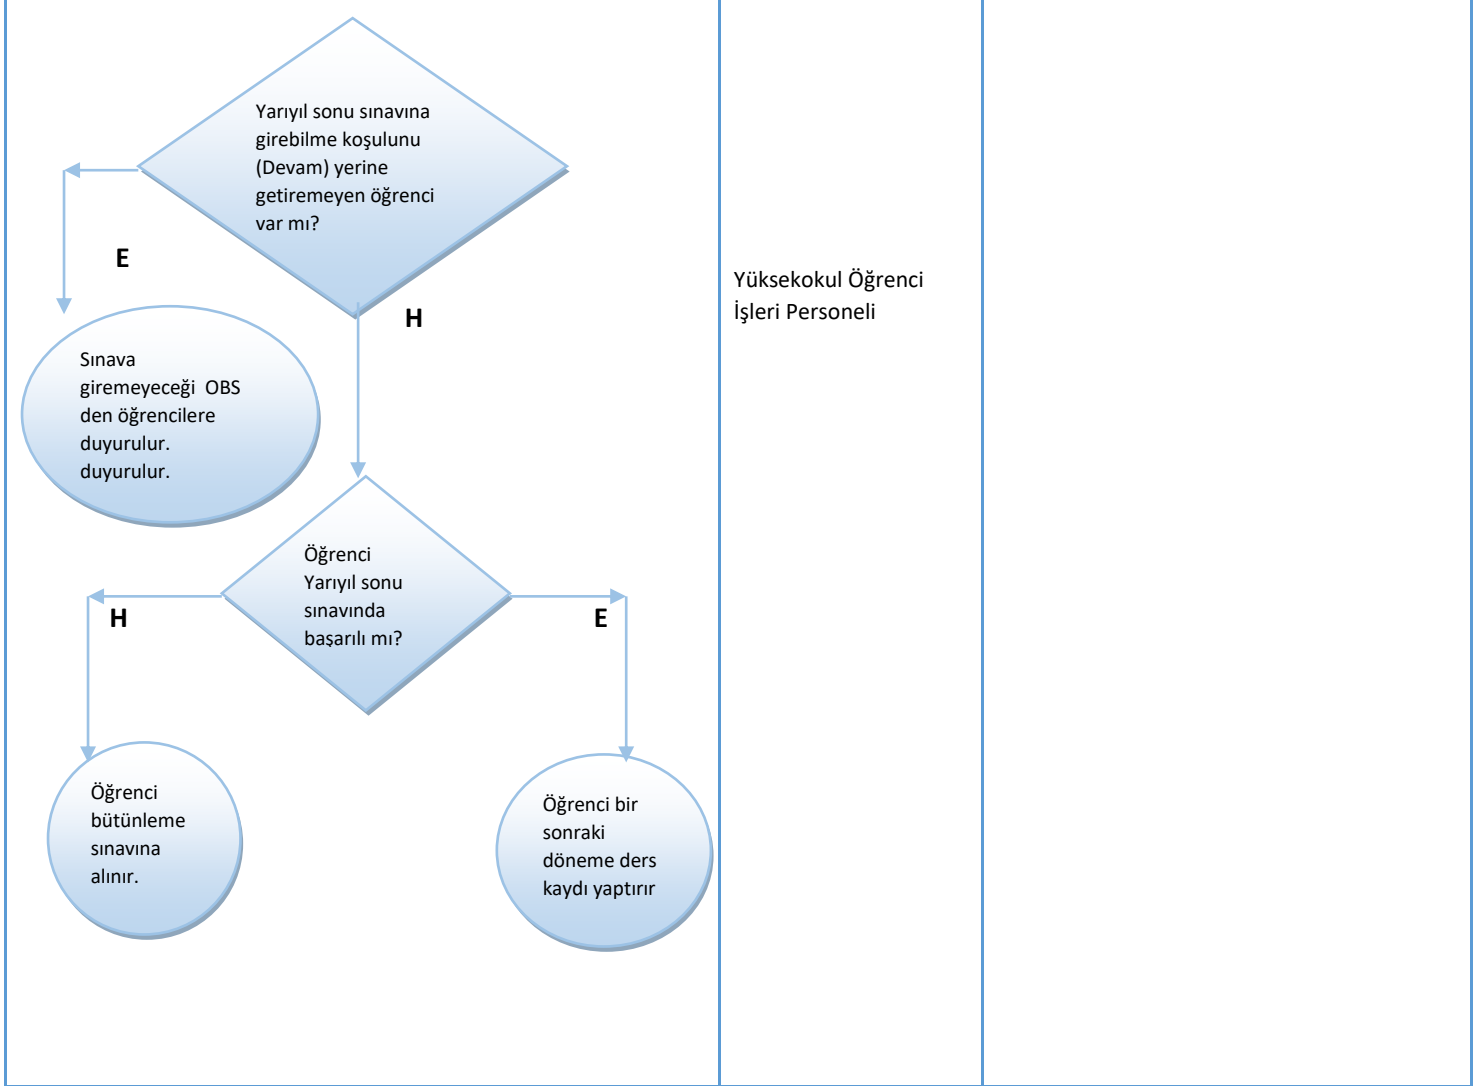 Yarıyıl sonu sınavına
girebilme koşulunu
(Devam) yerine
getiremeyen öğrenci
var mı?
E
H
Sınava
giremeyeceği  OBS
den öğrencilere
duyurulur.
duyurulur.
Öğrenci
Yarıyıl sonu
sınavında
başarılı mı?
H
E
Öğrenci
bütünleme
sınavına
alınır.
Öğrenci bir
sonraki
döneme ders
kaydı yaptırır
Yüksekokul Öğrenci
İşleri Personeli